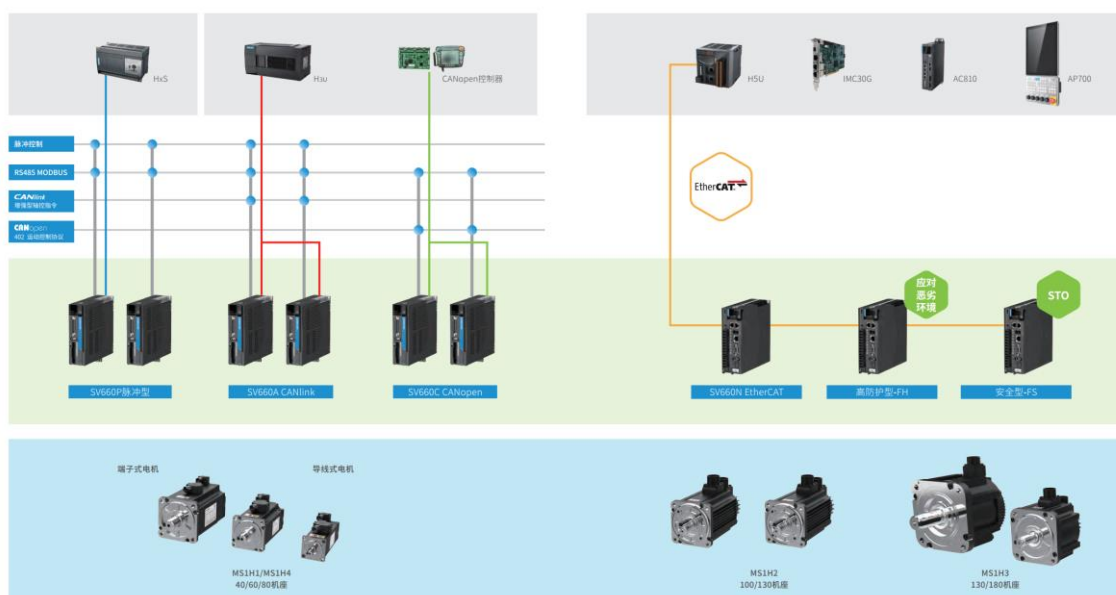 HxS
H3u
CANopen控制器
H5U
IMC30G
AC810
AP700
脉冲控制
RS485 MODBUS
CANlink
增强型轴控指令
CANopen
402 运动控制协议
EtherCAT
应对
恶劣
环境
STO
SV660P脉冲型
SV660A CANlink
SV660C CANopen
SV660N EtherCAT
高防护型-FH
安全型-FS
端子式电机
导线式电机
MS1H1/MS1H4
40/60/80机座
MS1H2
100/130机座
MS1H3
130/180机座